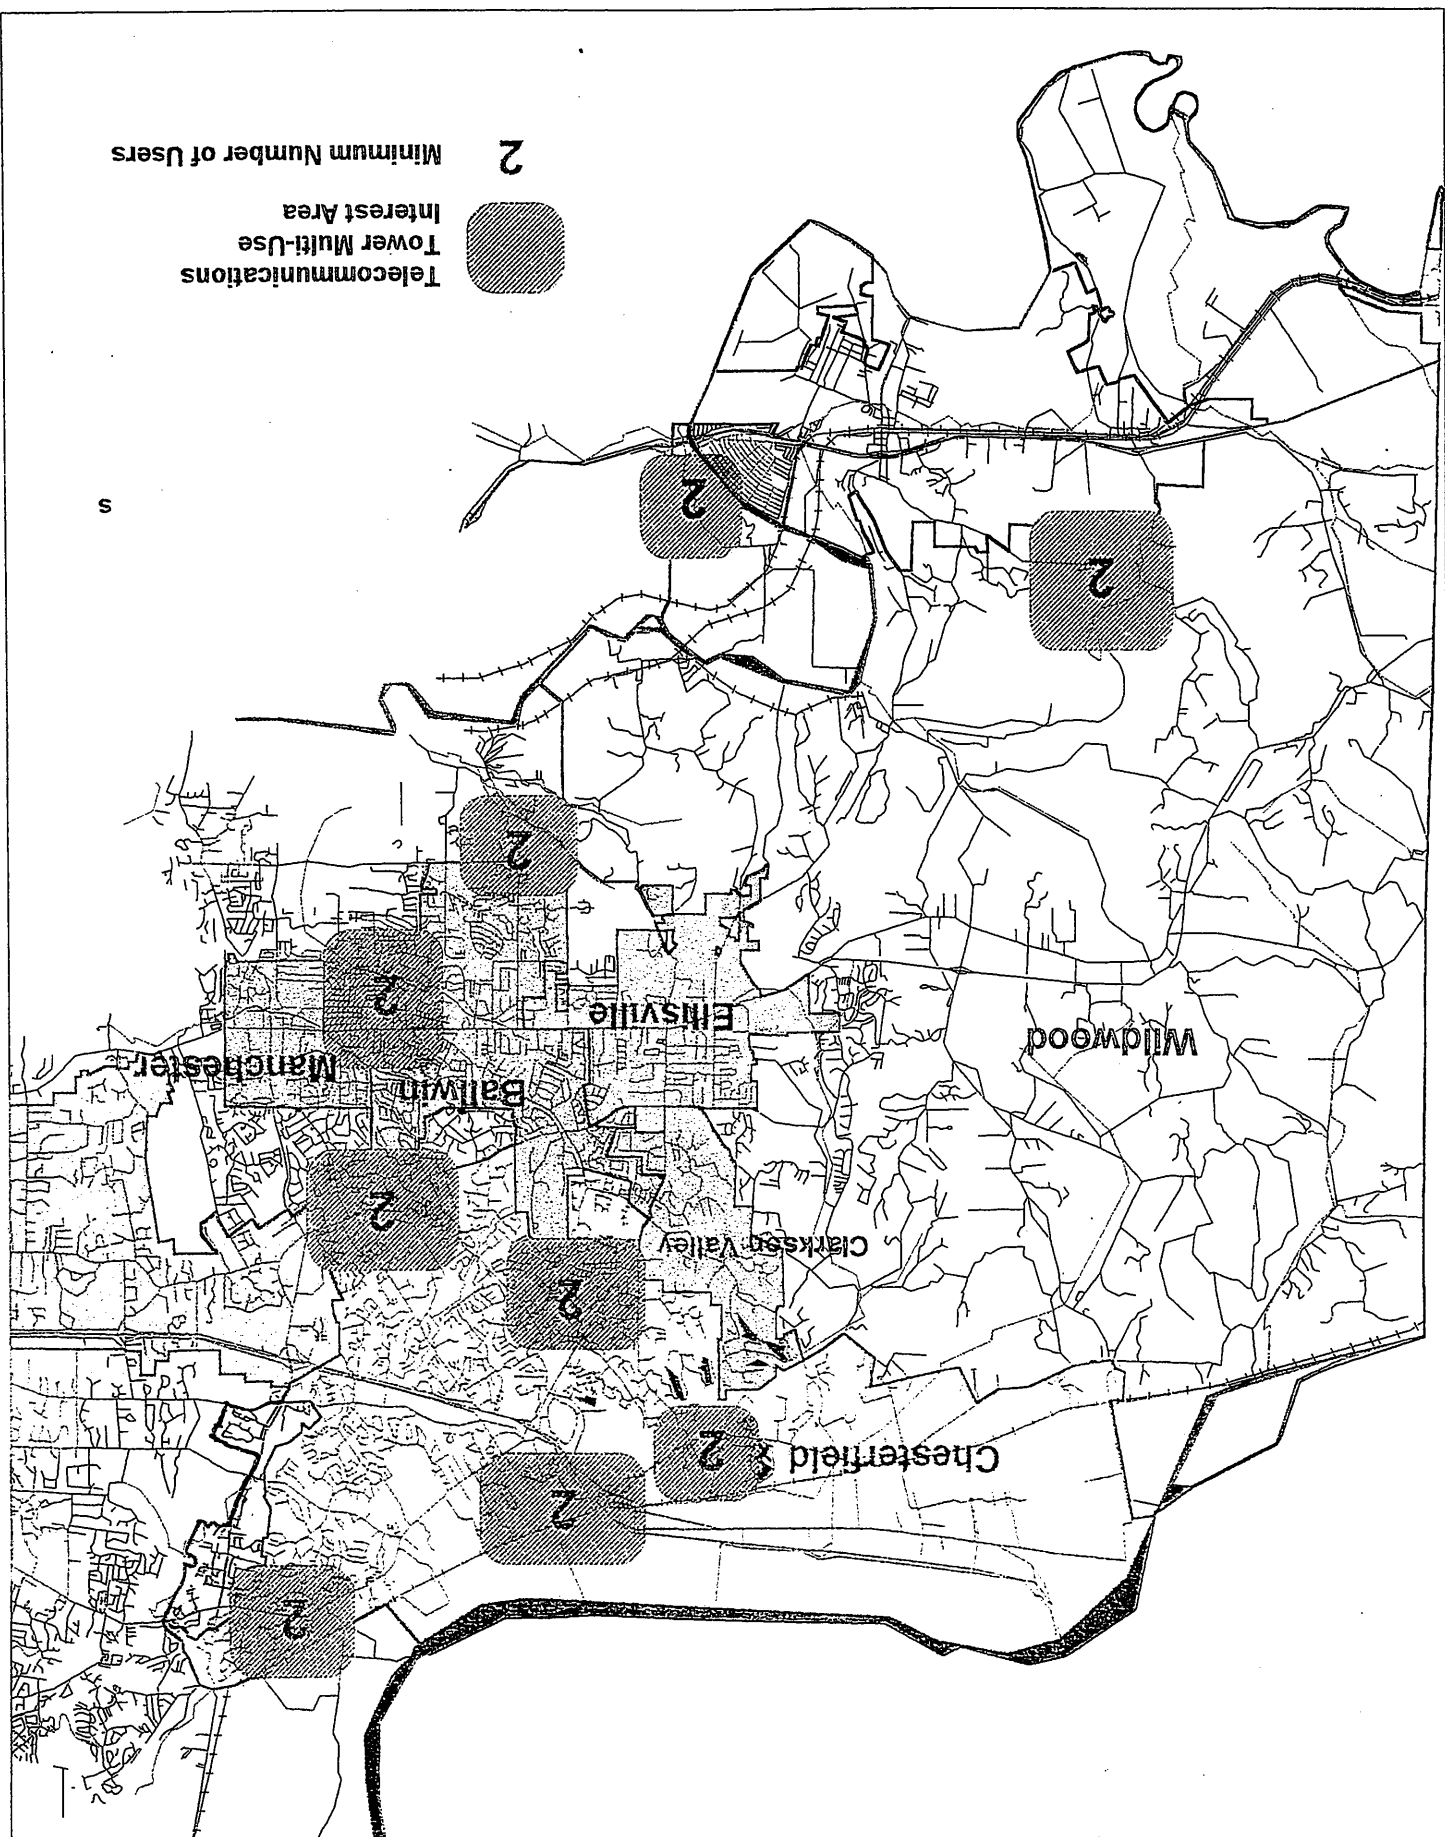 2
2
Chesterfield
2
2
Clarkson Valley
2
Ballwin
Manchester
Wildwood
Ellisville
2
2
2
2
s
Telecommunications
Tower Multi-Use
Interest Area
2 Minimum Number of Users